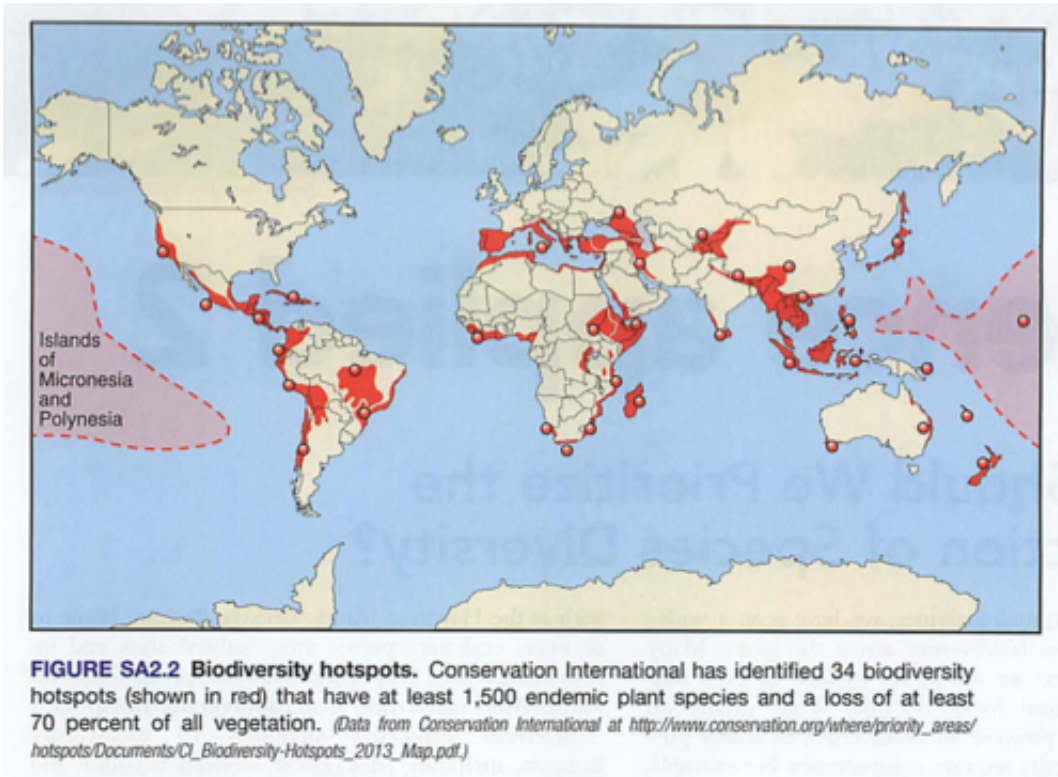 Islands
of
Micronesia
and
Polynesia
FIGURE SA2.2 Biodiversity hotspots. Conservation International has identified 34 biodiversity
hotspots (shown in red) that have at least 1,500 endemic plant species and a loss of at least
70 percent of all vegetation. (Data from Conservation International at http://www.conservation.org/where/priority_areas/
hotspots/Documents/CI_Biodiversity-Hotspots_2013_Map.pdf.)